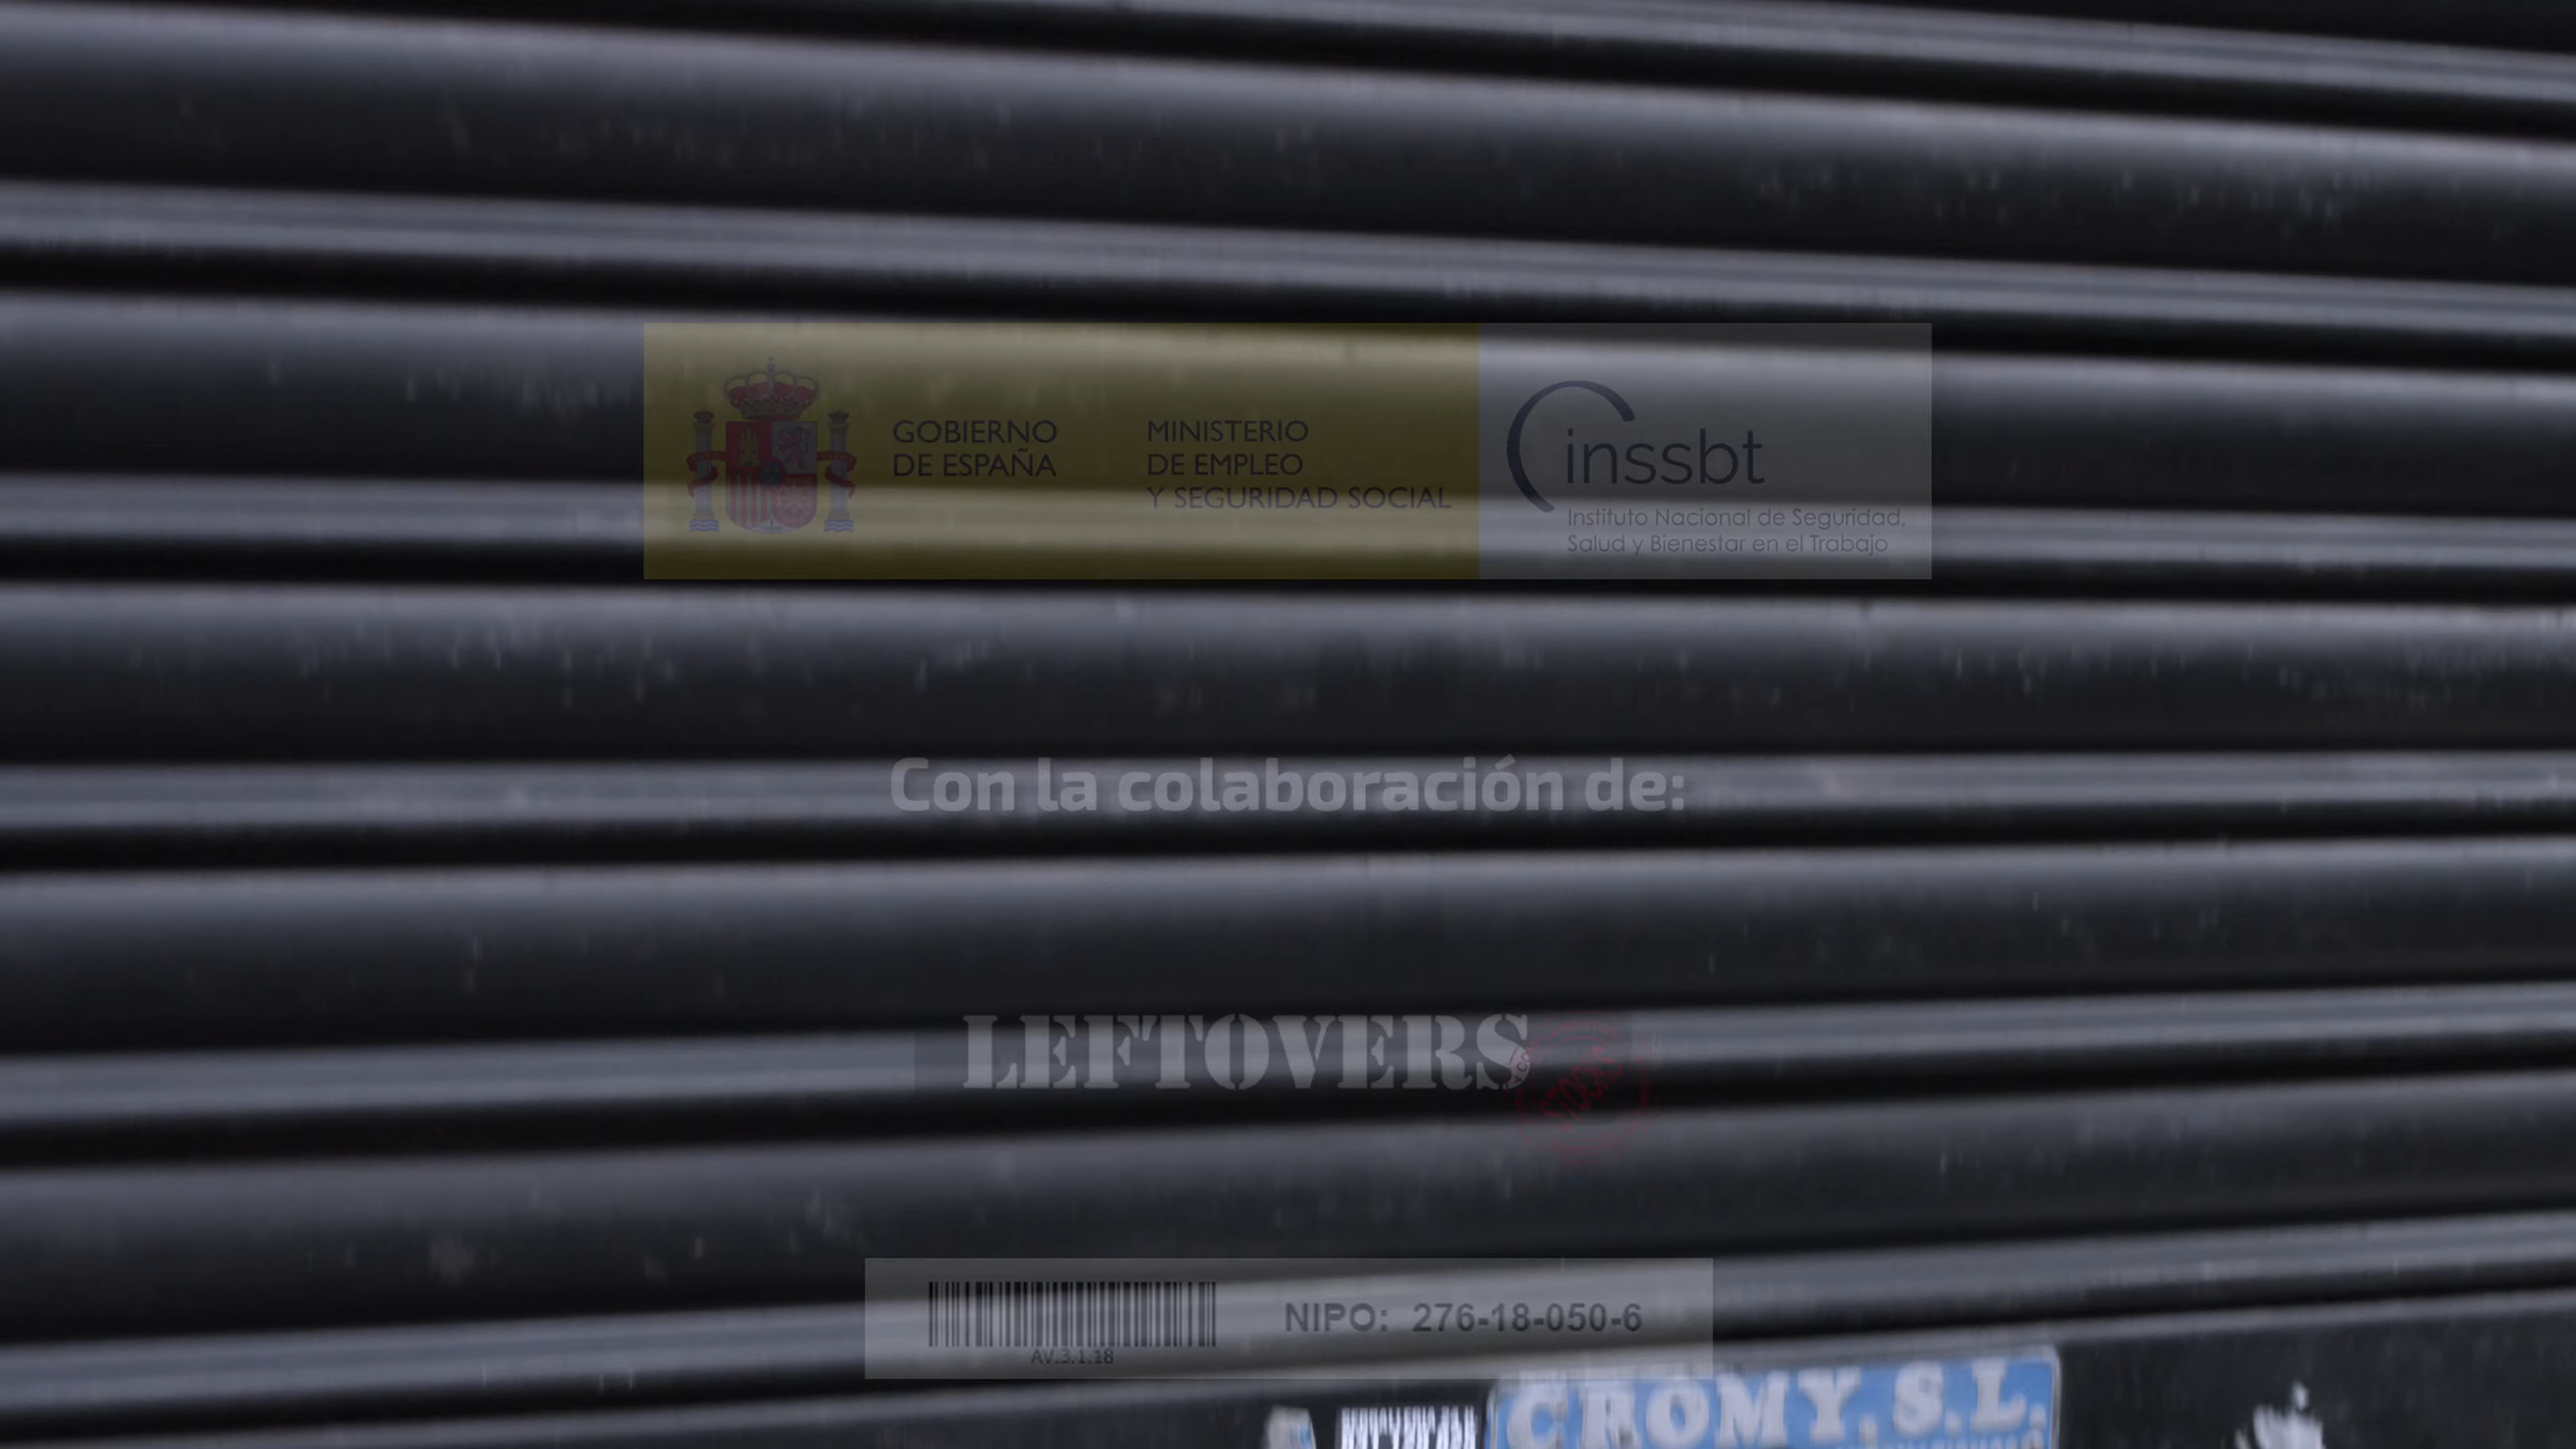 GOBIERNO
DE ESPAÑA
MINISTERIO
DE EMPLEO
Y SEGURIDAD SOCIAL
inssbt
Instituto Nacional de Seguridad,
Salud y Bienestar en el Trabajo
Con la colaboración de:
LEFTOVERS
STOCKS
NIPO: 276-18-050-6
AV.3.1.18
CROMY, S.L.